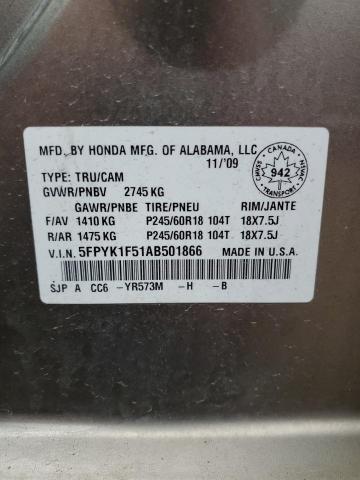 MFD. BY HONDA MFG. OF ALABAMA, LLC
11/'09
CANADA
CMVSS 942 NSVAC
TRANSPORT
TYPE: TRU/CAM
GVWR/PNBV 2745 KG
GAWR/PNBE TIRE/PNEU RIM/JANTE
F/AV 1410 KG P245/60R18 104T 18X7.5J
R/AR 1475 KG P245/60R18 104T 18X7.5J
V.I.N. 5FPYK1F51AB501866 MADE IN U.S.A.
SJP A CC6 -YR573M -H -B